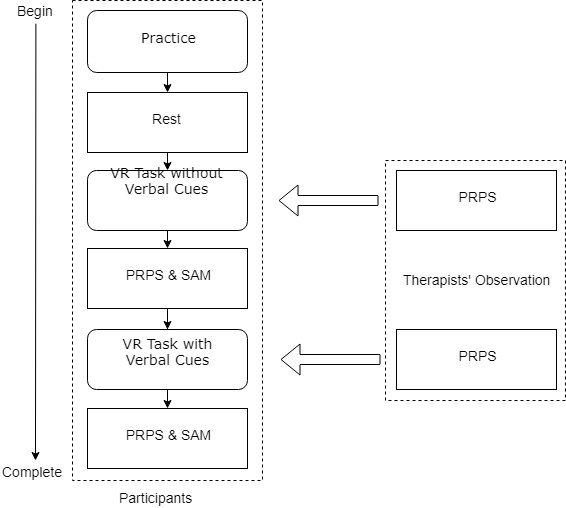 Begin
Practice
Rest
VR Task without
Verbal Cues
PRPS & SAM
VR Task with
Verbal Cues
PRPS & SAM
Complete
Participants
PRPS
Therapists' Observation
PRPS